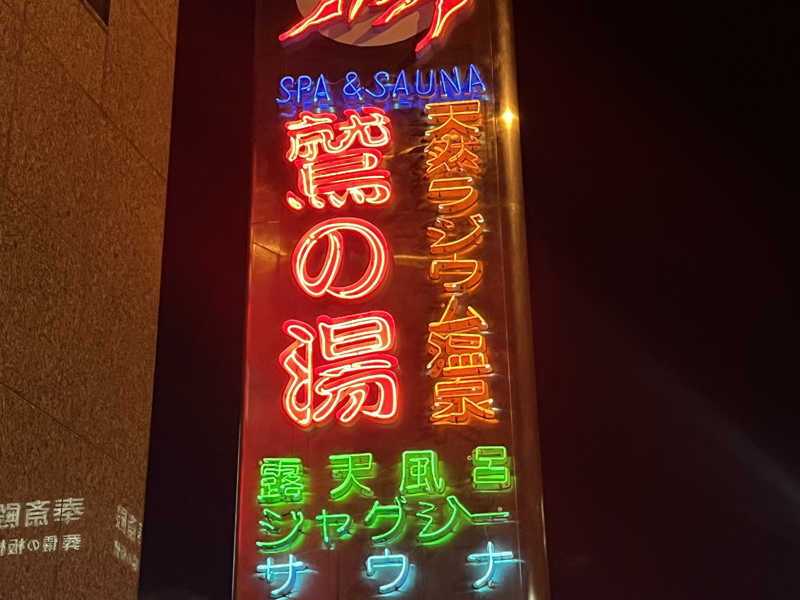 SPA & SAUNA
鷲の湯
天然ラジウム温泉
露天風呂
ジャグジー
サウナ